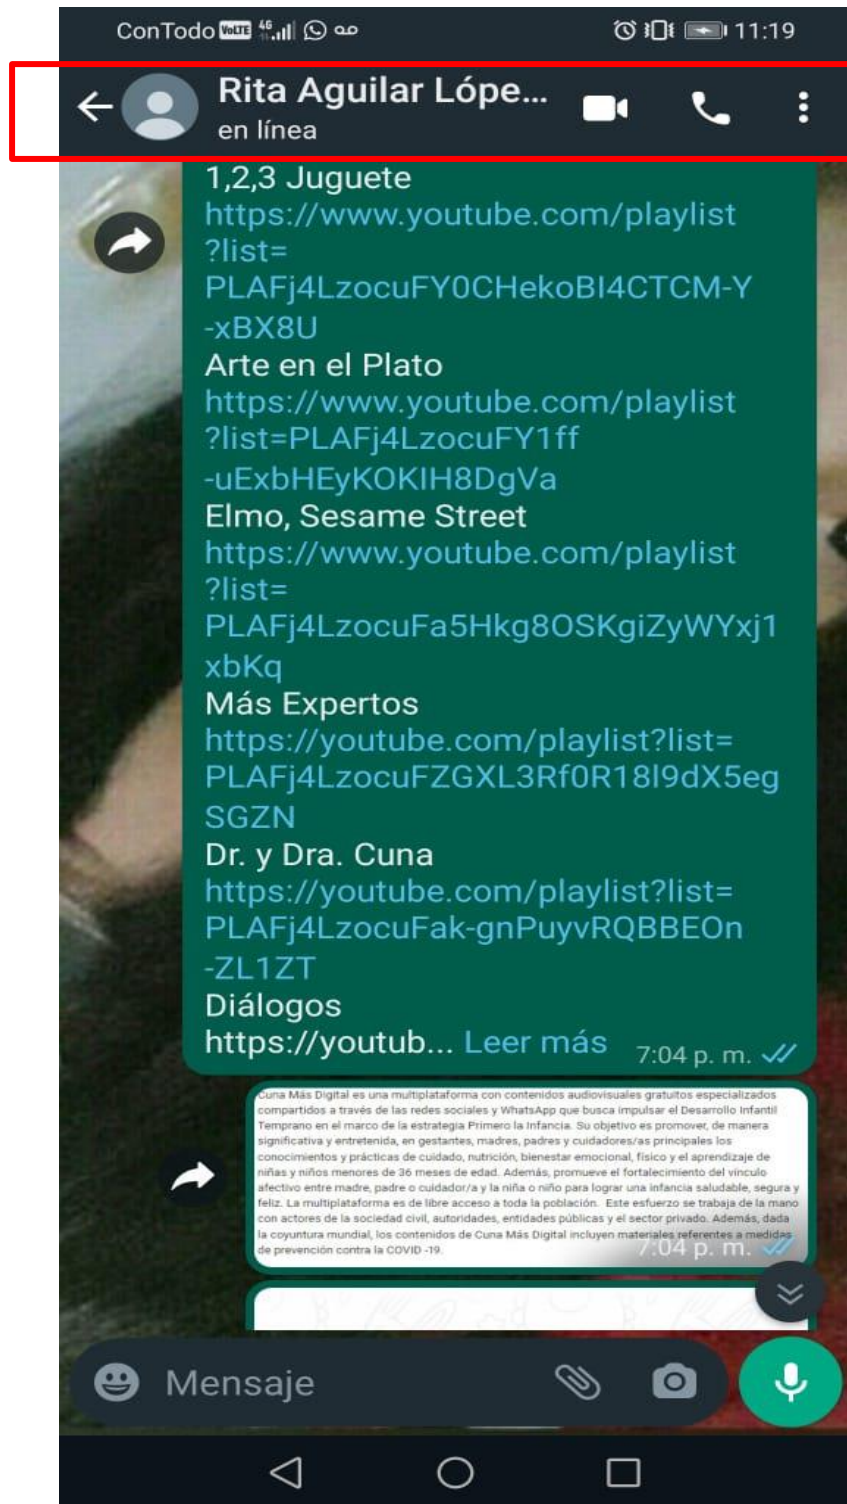 ConTodo VoLTE 4G 11:19
Rita Aguilar Lópe...
en línea
1,2,3 Juguete
https://www.youtube.com/playlist
?list=
PLAFj4LzocuFY0CHekoBI4CTCM-Y
-xBX8U
Arte en el Plato
https://www.youtube.com/playlist
?list=PLAFj4LzocuFY1ff
-uExbHEyKOKIH8DgVa
Elmo, Sesame Street
https://www.youtube.com/playlist
?list=
PLAFj4LzocuFa5Hkg8OSKgiZyWYxj1
xbKq
Más Expertos
https://youtube.com/playlist?list=
PLAFj4LzocuFZGXL3Rf0R18l9dX5eg
SGZN
Dr. y Dra. Cuna
https://youtube.com/playlist?list=
PLAFj4LzocuFak-gnPuyvRQBBEOn
-ZL1ZT
Diálogos
https://youtub... Leer más 7:04 p. m.
Cuna Más Digital es una multiplataforma con contenidos audiovisuales gratuitos especializados
compartidos a través de las redes sociales y WhatsApp que busca impulsar el Desarrollo Infantil
Temprano en el marco de la estrategia Primero la Infancia. Su objetivo es promover, de manera
significativa y entretenida, en gestantes, madres, padres y cuidadores/as principales los
conocimientos y prácticas de cuidado, nutrición, bienestar emocional, físico y el aprendizaje de
niñas y niños menores de 36 meses de edad. Además, promueve el fortalecimiento del vínculo
afectivo entre madre, padre o cuidador/a y la niña o niño para lograr una infancia saludable, segura y
feliz. La multiplataforma es de libre acceso a toda la población. Este esfuerzo se trabaja de la mano
con actores de la sociedad civil, autoridades, entidades públicas y el sector privado. Además, dada
la coyuntura mundial, los contenidos de Cuna Más Digital incluyen materiales referentes a medidas
de prevención contra la COVID -19.
7:04 p. m.
Mensaje